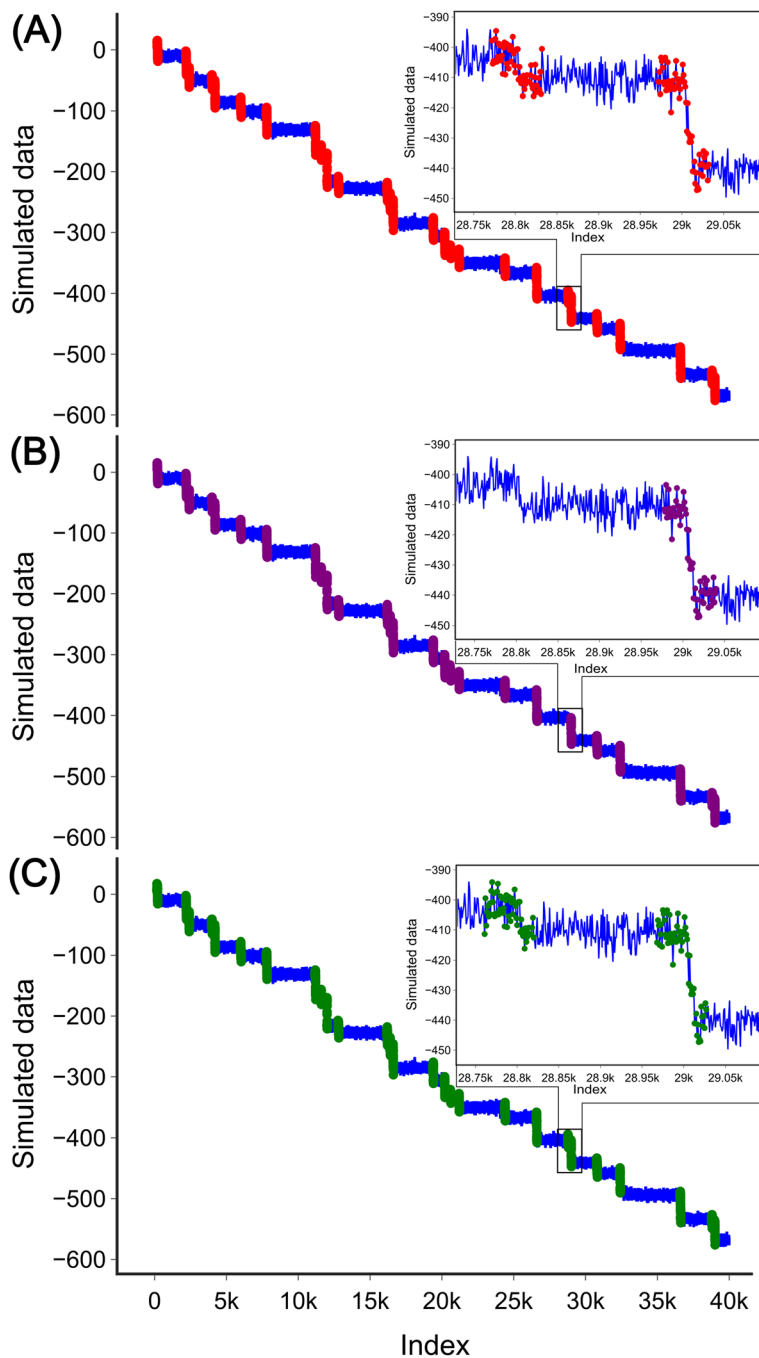 (A)
Simulated data
0
−100
−200
−300
−400
−500
−600
Simulated data
−390
−400
−410
−420
−430
−440
−450
28.75k 28.8k 28.85k 28.9k 28.95k 29k 29.05k
Index
(B)
Simulated data
0
−100
−200
−300
−400
−500
−600
Simulated data
−390
−400
−410
−420
−430
−440
−450
28.75k 28.8k 28.85k 28.9k 28.95k 29k 29.05k
Index
(C)
Simulated data
0
−100
−200
−300
−400
−500
−600
Simulated data
−390
−400
−410
−420
−430
−440
−450
28.75k 28.8k 28.85k 28.9k 28.95k 29k 29.05k
Index
0 5k 10k 15k 20k 25k 30k 35k 40k
Index